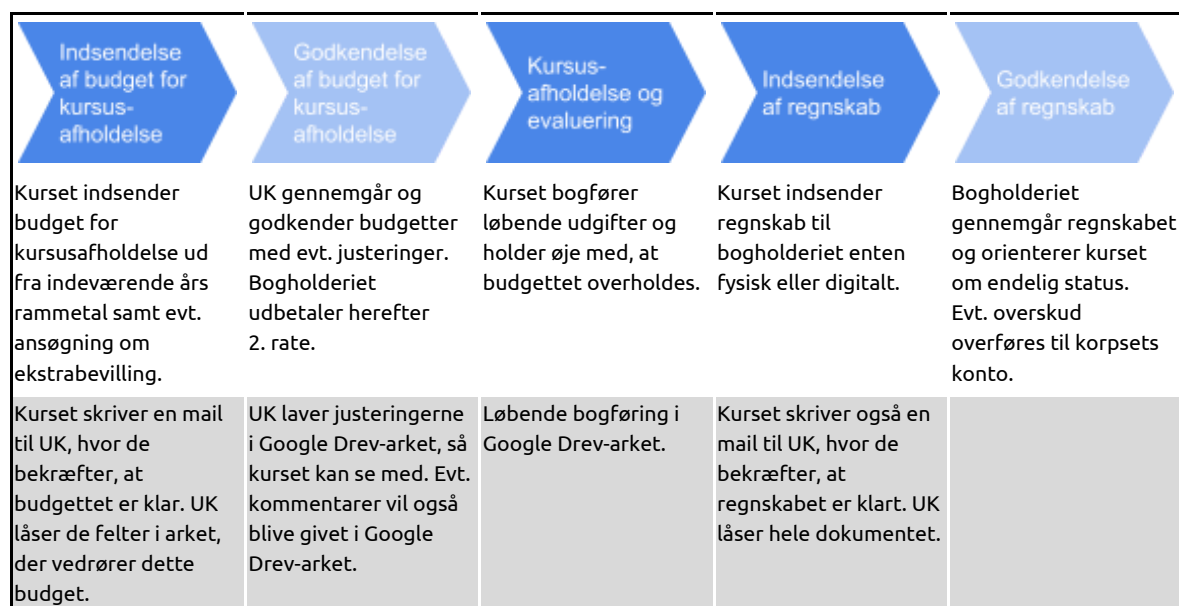 Indsendelse
af budget for
kursus-
afholdelse
Godkendelse
af budget for
kursus-
afholdelse
Kursus-
afholdelse og
evaluering
Indsendelse
af regnskab
Godkendelse
af regnskab
Kurset indsender
budget for
kursusafholdelse ud
fra indeværende års
rammetal samt evt.
ansøgning om
ekstrabevilling.
UK gennemgår og
godkender budgetter
med evt. justeringer.
Bogholderiet
udbetaler herefter
2. rate.
Kurset bogfører
løbende udgifter og
holder øje med, at
budgettet overholdes.
Kurset indsender
regnskab til
bogholderiet enten
fysisk eller digitalt.
Bogholderiet
gennemgår regnskabet
og orienterer kurset
om endelig status.
Evt. overskud
overføres til korpsets
konto.
Kurset skriver en mail
til UK, hvor de
bekræfter, at
budgettet er klar. UK
låser de felter i arket,
der vedrører dette
budget.
UK laver justeringerne
i Google Drev-arket, så
kurset kan se med. Evt.
kommentarer vil også
blive givet i Google
Drev-arket.
Løbende bogføring i
Google Drev-arket.
Kurset skriver også en
mail til UK, hvor de
bekræfter, at
regnskabet er klart. UK
låser hele dokumentet.